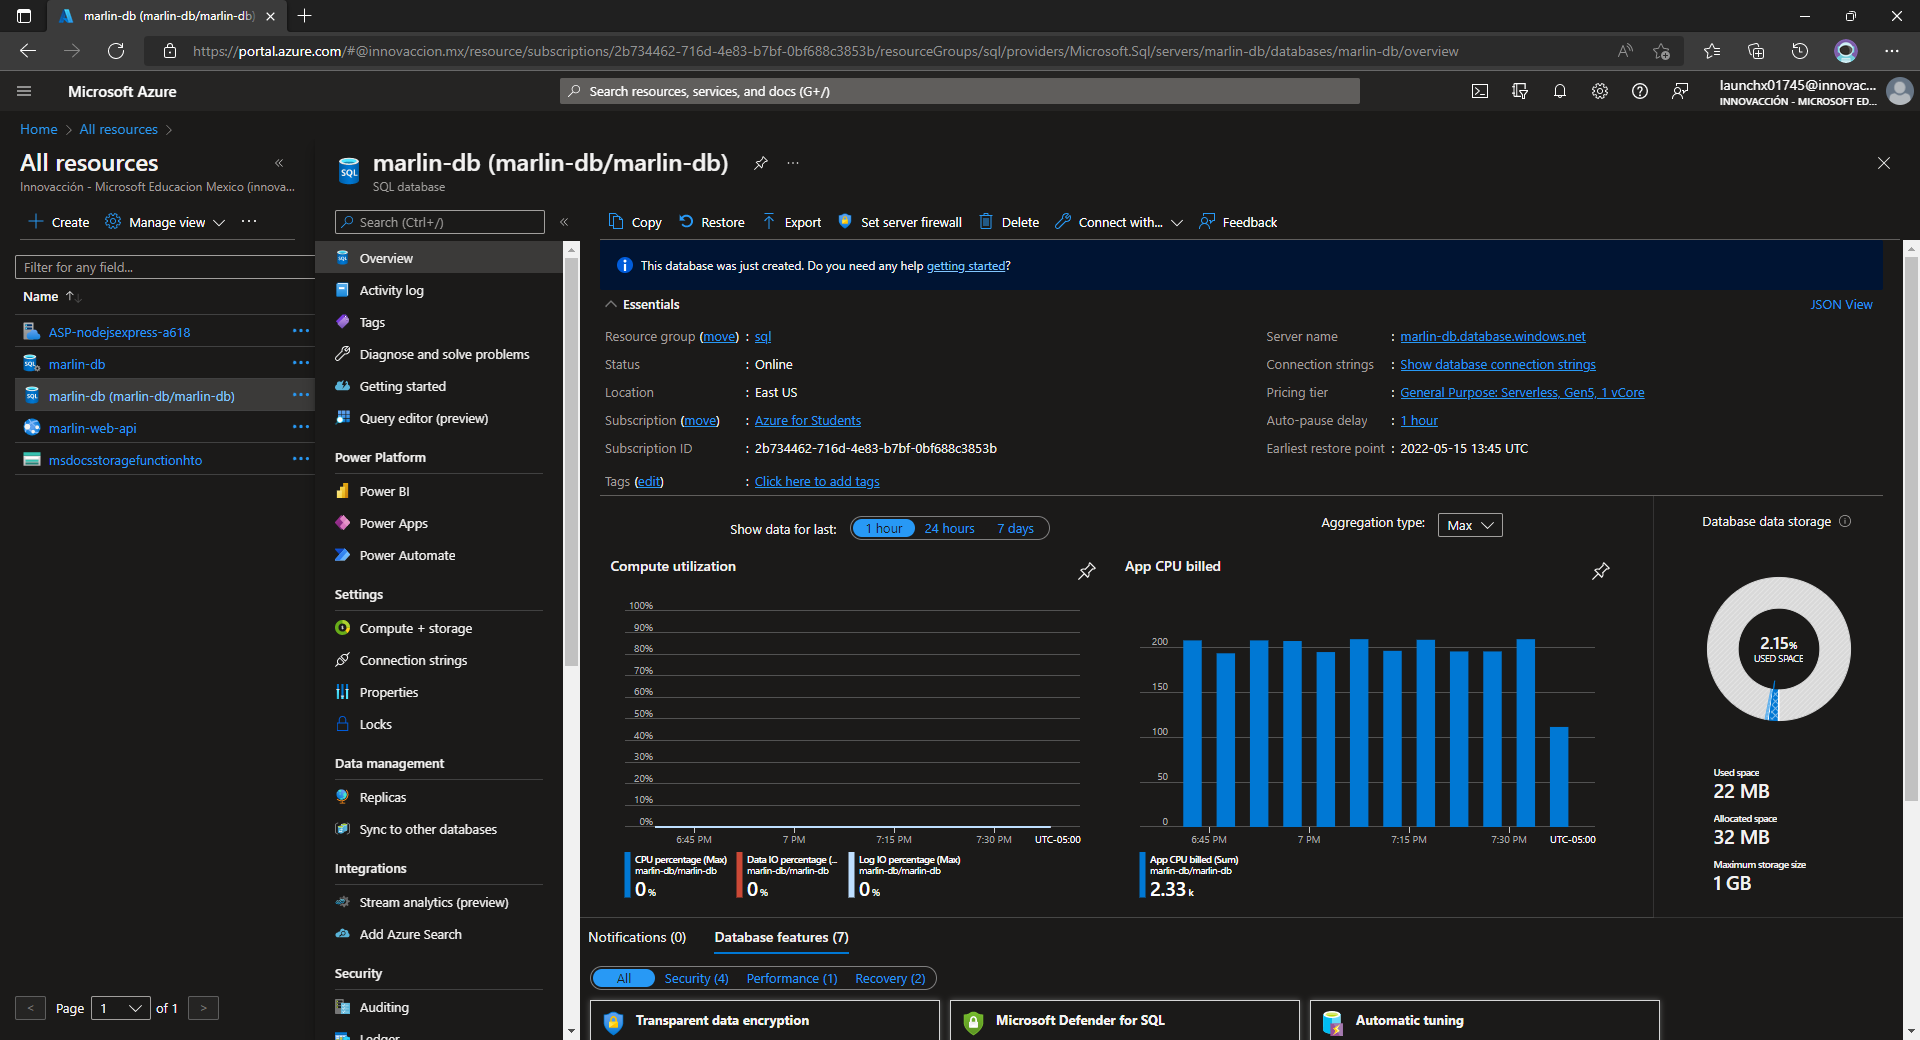 marlin-db (marlin-db/marlin-db)
https://portal.azure.com/#@innovaccion.mx/resource/subscriptions/2b734462-716d-4e83-b7bf-0bf688c3853b/resourceGroups/sql/providers/Microsoft.Sql/servers/marlin-db/databases/marlin-db/overview
Microsoft Azure
Search resources, services, and docs (G+/)
launchx01745@innovac...
INNOVACCIÓN - MICROSOFT ED...
Home > All resources >
All resources
Innovacción - Microsoft Educacion Mexico (innova...
Create
Manage view
Filter for any field...
Name
ASP-nodejsexpress-a618
marlin-db
marlin-db (marlin-db/marlin-db)
marlin-web-api
msdocsstoragefunctionhto
< Page 1 of 1 >
marlin-db (marlin-db/marlin-db)
SQL database
Search (Ctrl+/)
Overview
Activity log
Tags
Diagnose and solve problems
Getting started
Query editor (preview)
Power Platform
Power BI
Power Apps
Power Automate
Settings
Compute + storage
Connection strings
Properties
Locks
Data management
Replicas
Sync to other databases
Integrations
Stream analytics (preview)
Add Azure Search
Security
Auditing
Ledger
Copy
Restore
Export
Set server firewall
Delete
Connect with...
Feedback
This database was just created. Do you need any help getting started?
Essentials
JSON View
Resource group (move) : sql
Status : Online
Location : East US
Subscription (move) : Azure for Students
Subscription ID : 2b734462-716d-4e83-b7bf-0bf688c3853b
Tags (edit) : Click here to add tags
Server name : marlin-db.database.windows.net
Connection strings : Show database connection strings
Pricing tier : General Purpose: Serverless, Gen5, 1 vCore
Auto-pause delay : 1 hour
Earliest restore point : 2022-05-15 13:45 UTC
Show data for last:
1 hour
24 hours
7 days
Aggregation type:
Max
Compute utilization
100%
90%
80%
70%
60%
50%
40%
30%
20%
10%
0%
6:45 PM
7 PM
7:15 PM
7:30 PM
UTC-05:00
CPU percentage (Max)
marlin-db/marlin-db
0 %
Data IO percentage (...
marlin-db/marlin-db
0 %
Log IO percentage (Max)
marlin-db/marlin-db
0 %
App CPU billed
200
150
100
50
0
6:45 PM
7 PM
7:15 PM
7:30 PM
UTC-05:00
App CPU billed (Sum)
marlin-db/marlin-db
2.33 k
Database data storage
2.15%
USED SPACE
Used space
22 MB
Allocated space
32 MB
Maximum storage size
1 GB
Notifications (0)
Database features (7)
All
Security (4)
Performance (1)
Recovery (2)
Transparent data encryption
Microsoft Defender for SQL
Automatic tuning